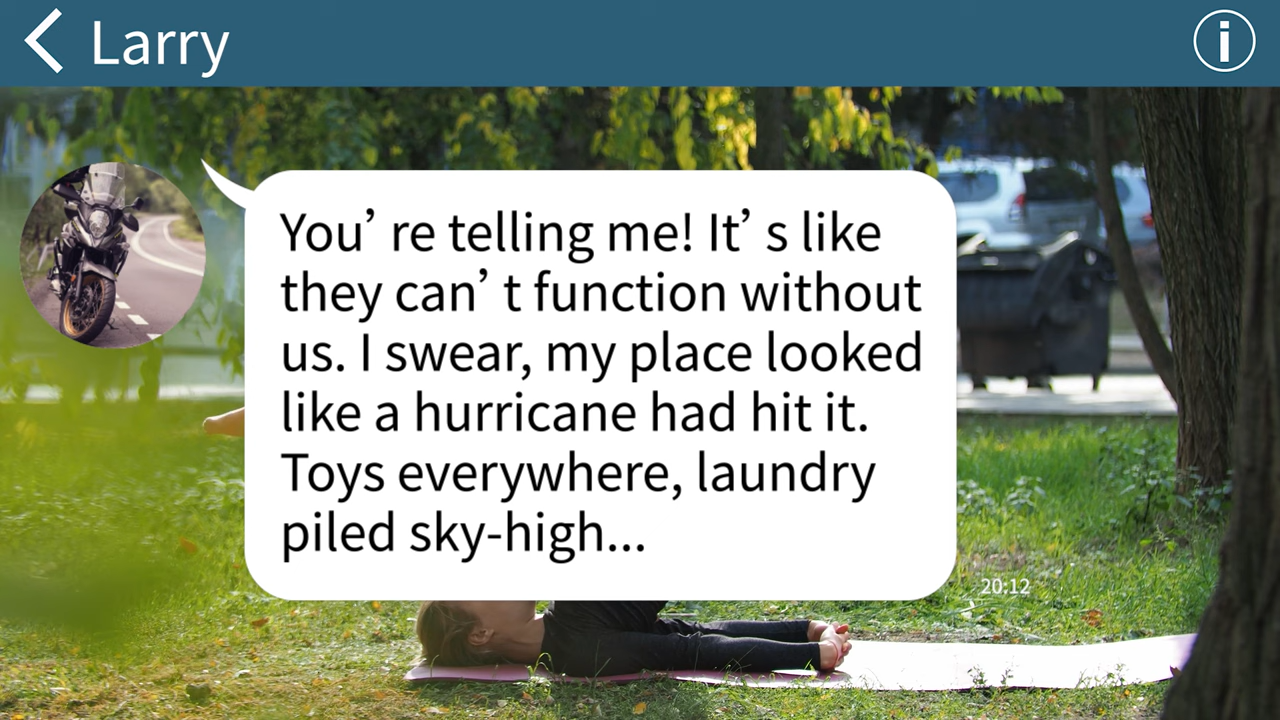 Larry
You’re telling me! It’s like
they can’t function without
us. I swear, my place looked
like a hurricane had hit it.
Toys everywhere, laundry
piled sky-high...
20:12